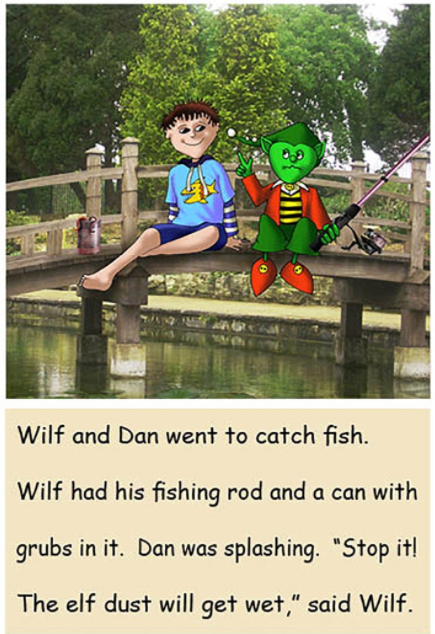 Wilf and Dan went to catch fish.
Wilf had his fishing rod and a can with
grubs in it.  Dan was splashing.  “Stop it!
The elf dust will get wet,” said Wilf.